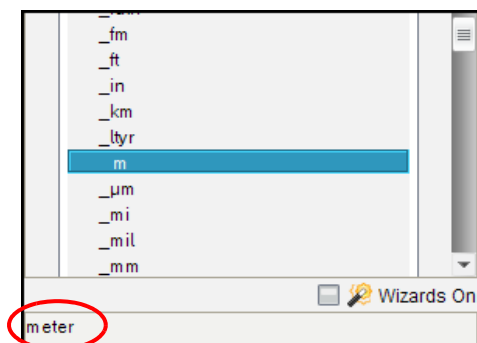 _fm
_ft
_in
_km
_ltyr
_m
_µm
_mi
_mil
_mm
Wizards On
meter